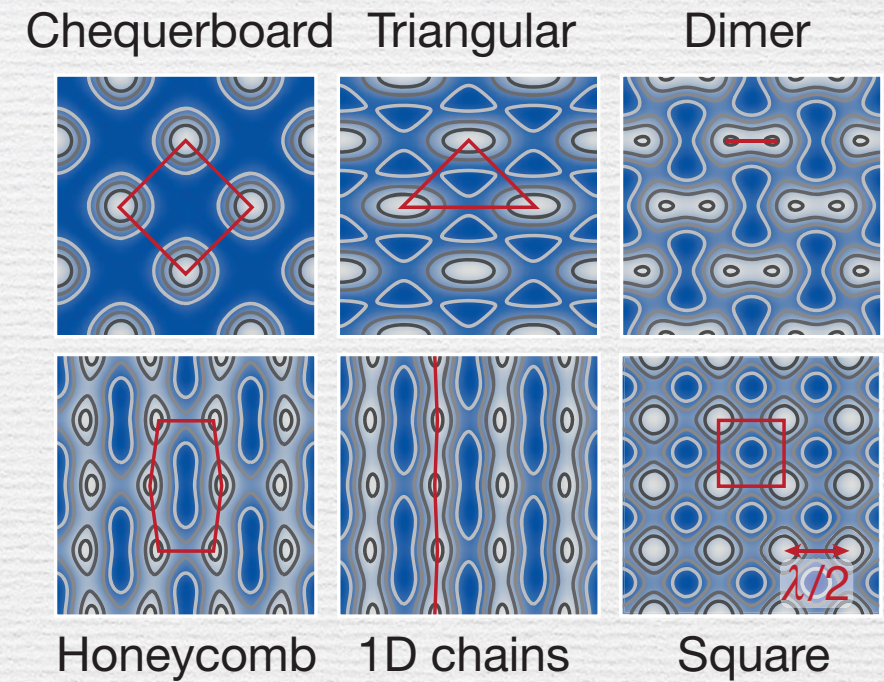 Chequerboard
Triangular
Dimer
λ/2
Honeycomb
1D chains
Square